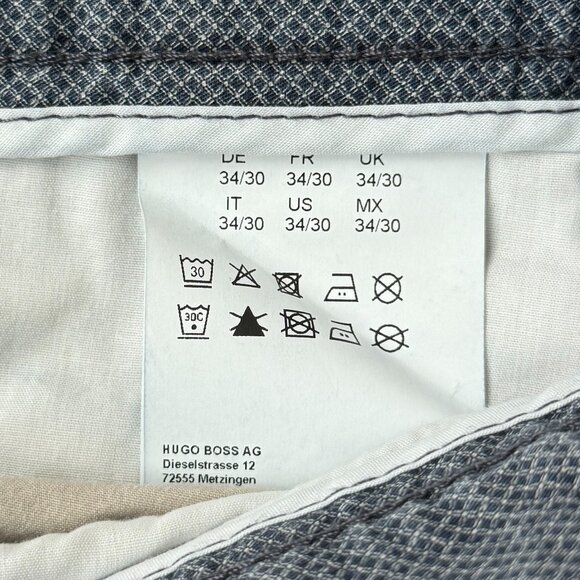 DE FR UK
34/30 34/30 34/30
IT US MX
34/30 34/30 34/30
30
30C
HUGO BOSS AG
Dieselstrasse 12
72555 Metzingen